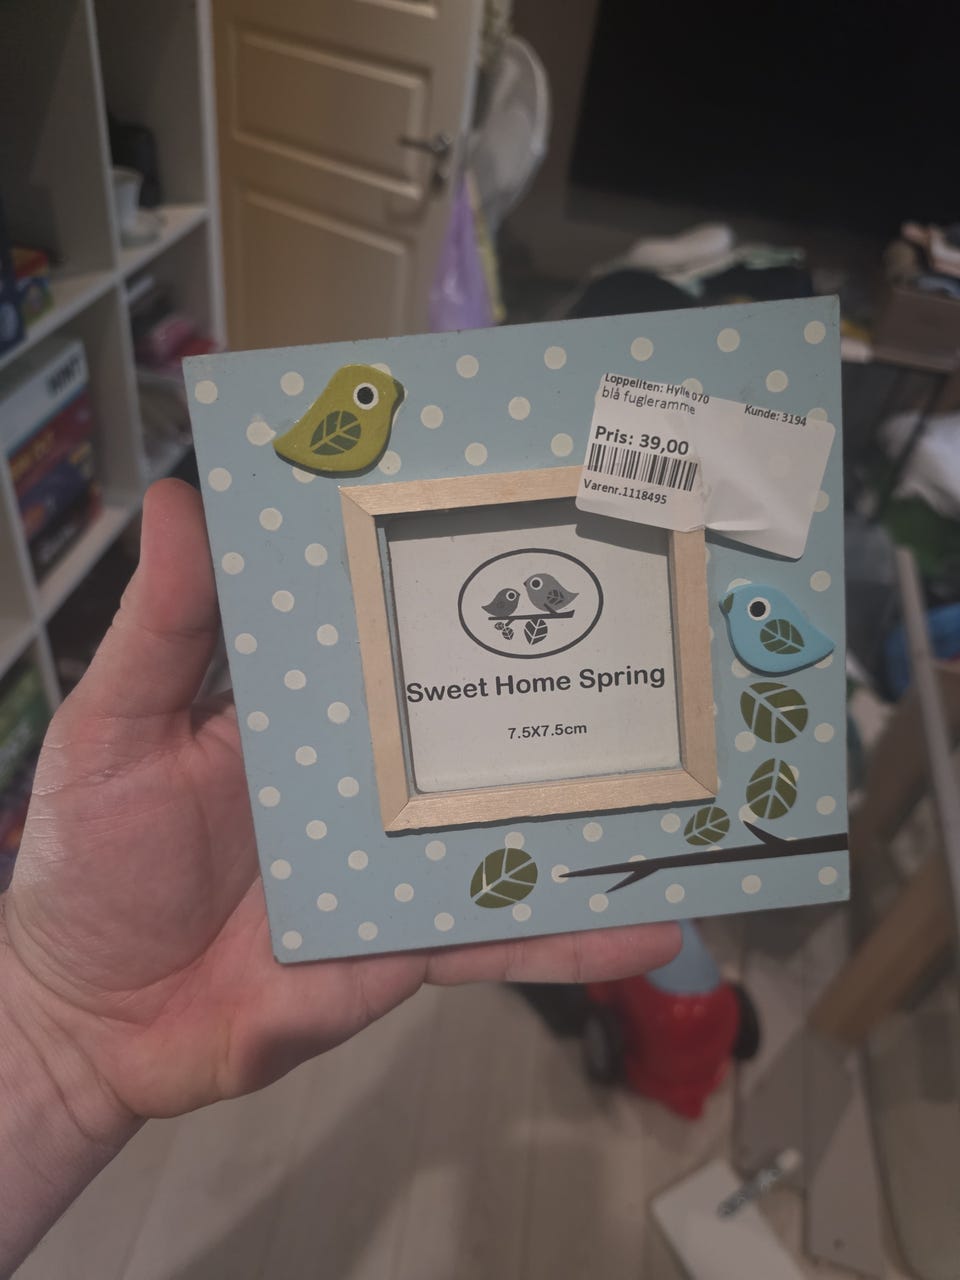 Loppeliten: Hylle 070
blå fugleramme
Kunde: 3194
Pris: 39,00
Varenr.1118495
Sweet Home Spring
7.5X7.5cm